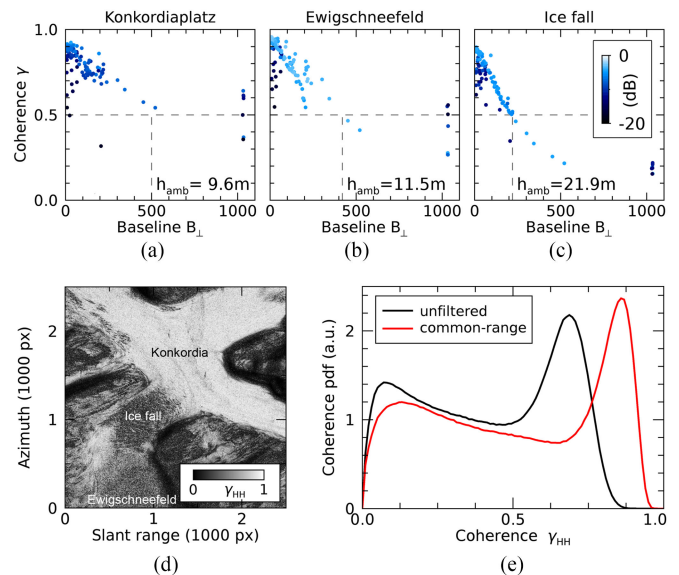 Konkordiaplatz
Ewigschneefeld
Ice fall
1.0
0.5
0.0
Coherence γ
0
(dB)
-20
h_amb= 9.6m
h_amb=11.5m
h_amb=21.9m
0 500 1000
0 500 1000
0 500 1000
Baseline B⊥
Baseline B⊥
Baseline B⊥
(a)
(b)
(c)
Azimuth (1000 px)
2
1
0
Konkordia
Ice fall
Ewigschneefeld
0 γHH 1
0 1 2
Slant range (1000 px)
(d)
Coherence pdf (a.u.)
2
1
0
unfiltered
common-range
0.0 0.5 1.0
Coherence γHH
(e)